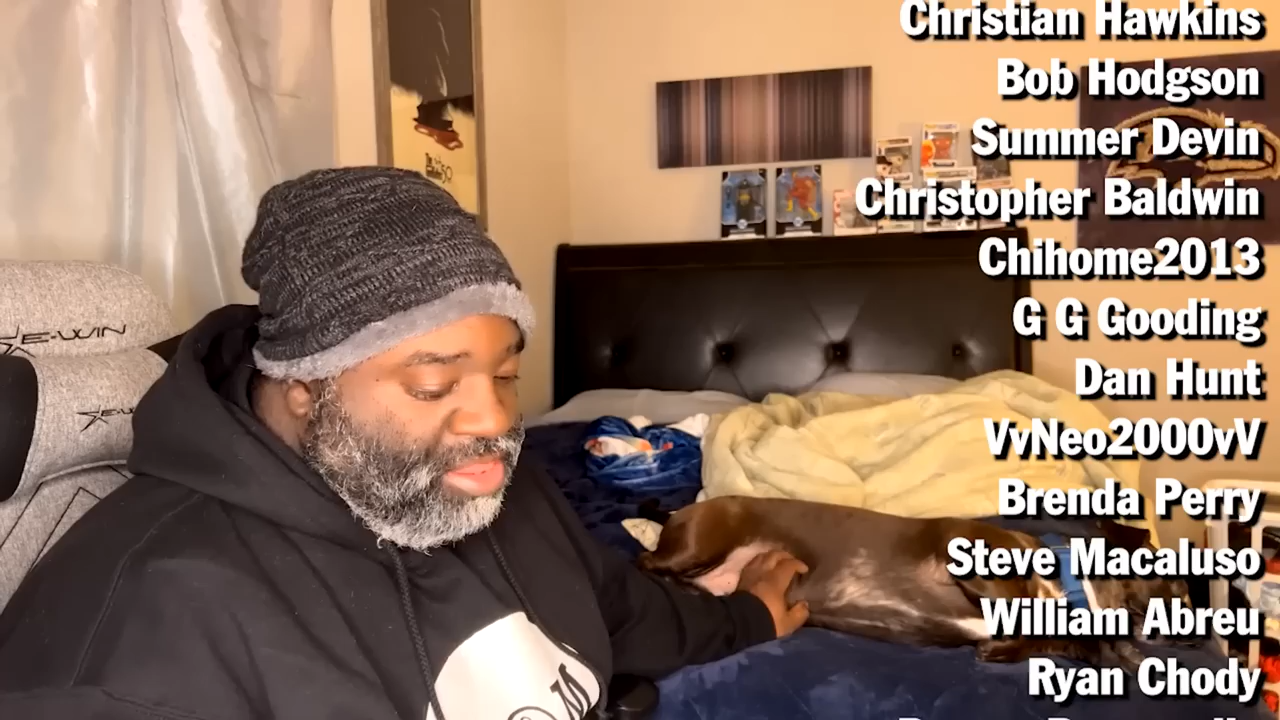 Christian Hawkins
Bob Hodgson
Summer Devin
Christopher Baldwin
Chihome2013
G G Gooding
Dan Hunt
VvNeo2000vV
Brenda Perry
Steve Macaluso
William Abreu
Ryan Chody
E-WIN